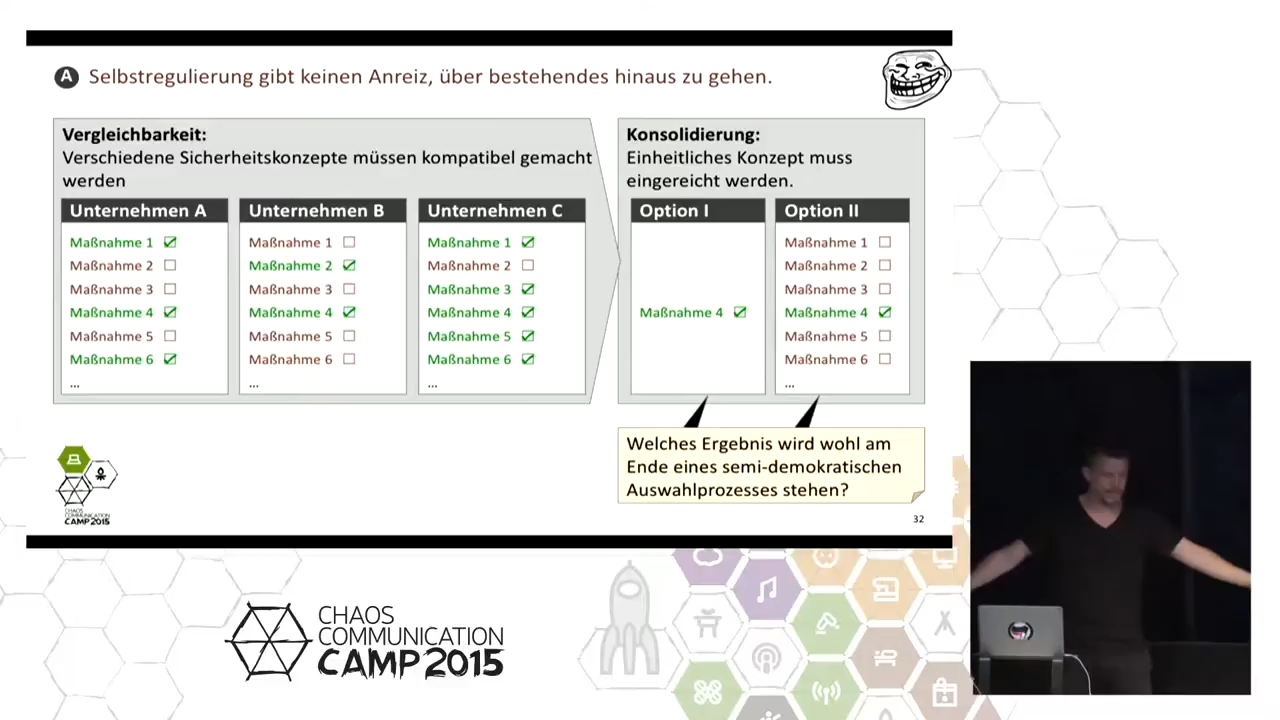 A Selbstregulierung gibt keinen Anreiz, über bestehendes hinaus zu gehen.
Vergleichbarkeit:
Verschiedene Sicherheitskonzepte müssen kompatibel gemacht
werden
Unternehmen A
Maßnahme 1
Maßnahme 2
Maßnahme 3
Maßnahme 4
Maßnahme 5
Maßnahme 6
...
Unternehmen B
Maßnahme 1
Maßnahme 2
Maßnahme 3
Maßnahme 4
Maßnahme 5
Maßnahme 6
...
Unternehmen C
Maßnahme 1
Maßnahme 2
Maßnahme 3
Maßnahme 4
Maßnahme 5
Maßnahme 6
...
Konsolidierung:
Einheitliches Konzept muss
eingereicht werden.
Option I
Maßnahme 4
Option II
Maßnahme 1
Maßnahme 2
Maßnahme 3
Maßnahme 4
Maßnahme 5
Maßnahme 6
...
Welches Ergebnis wird wohl am
Ende eines semi-demokratischen
Auswahlprozesses stehen?
CHAOS
COMMUNICATION
CAMP 2015
32
CHAOS
COMMUNICATION
CAMP 2015